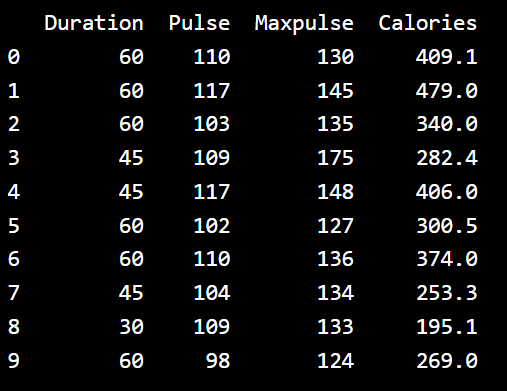 Duration Pulse Maxpulse Calories
0 60 110 130 409.1
1 60 117 145 479.0
2 60 103 135 340.0
3 45 109 175 282.4
4 45 117 148 406.0
5 60 102 127 300.5
6 60 110 136 374.0
7 45 104 134 253.3
8 30 109 133 195.1
9 60 98 124 269.0